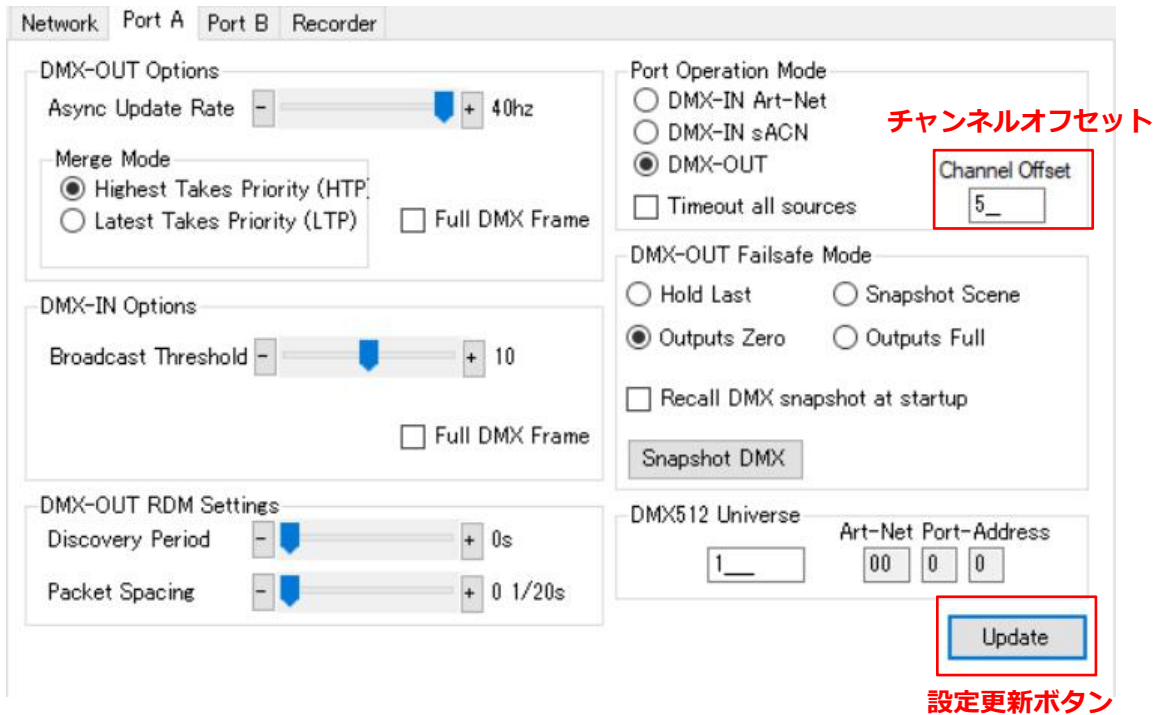 Network Port A Port B Recorder
DMX-OUT Options
Async Update Rate - + 40hz
Merge Mode
Highest Takes Priority (HTP)
Latest Takes Priority (LTP)
Full DMX Frame
DMX-IN Options
Broadcast Threshold - + 10
Full DMX Frame
DMX-OUT RDM Settings
Discovery Period - + 0s
Packet Spacing - + 0 1/20s
Port Operation Mode
DMX-IN Art-Net
DMX-IN sACN
DMX-OUT
Timeout all sources
チャンネルオフセット
Channel Offset
5_
DMX-OUT Failsafe Mode
Hold Last Snapshot Scene
Outputs Zero Outputs Full
Recall DMX snapshot at startup
Snapshot DMX
DMX512 Universe
1___
Art-Net Port-Address
00 0 0
Update
設定更新ボタン